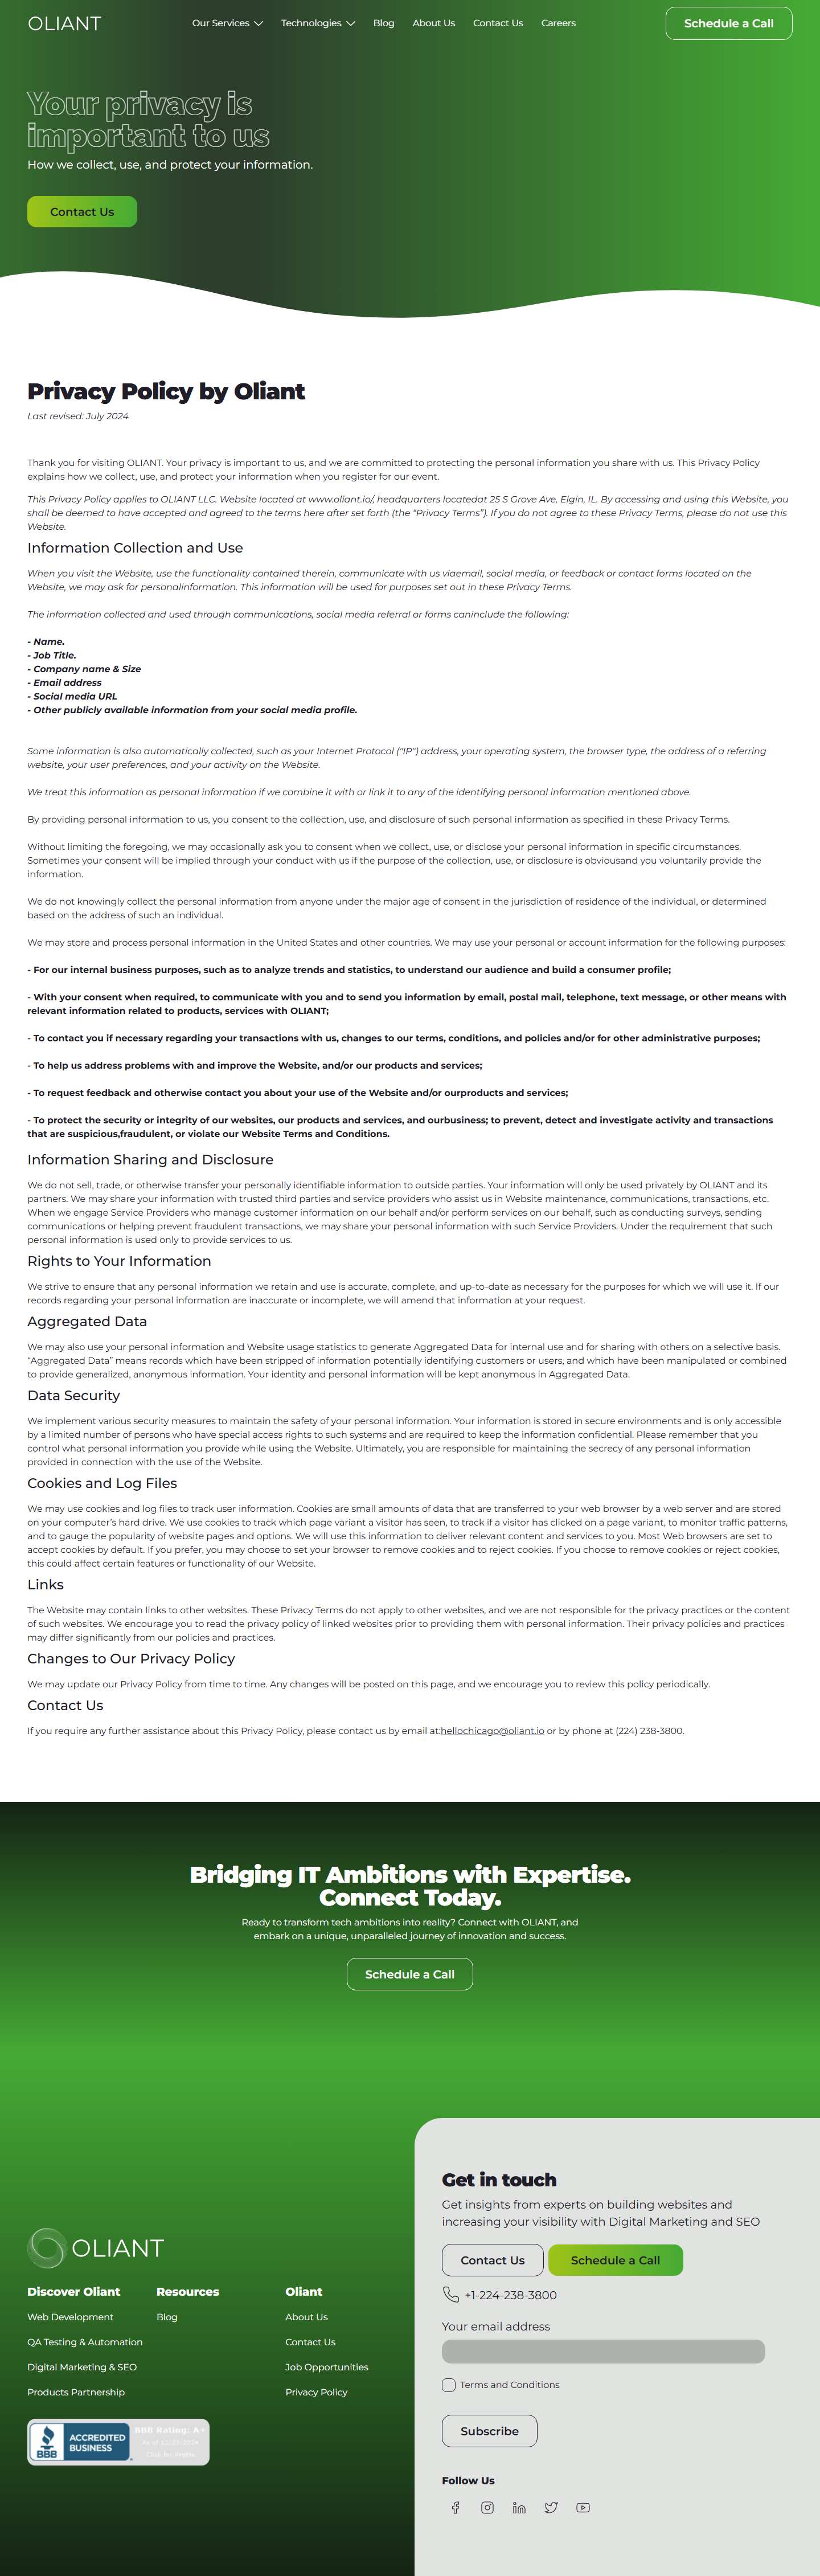 OLIANT
Our Services
Technologies
Blog
About Us
Contact Us
Careers
Schedule a Call
Your privacy is
important to us
How we collect, use, and protect your information.
Contact Us
Privacy Policy by Oliant
Last revised: July 2024
Thank you for visiting OLIANT. Your privacy is important to us, and we are committed to protecting the personal information you share with us. This Privacy Policy
explains how we collect, use, and protect your information when you register for our event.
This Privacy Policy applies to OLIANT LLC. Website located at www.oliant.io/, headquarters locatedat 25 S Grove Ave, Elgin, IL. By accessing and using this Website, you
shall be deemed to have accepted and agreed to the terms here after set forth (the “Privacy Terms”). If you do not agree to these Privacy Terms, please do not use this
Website.
Information Collection and Use
When you visit the Website, use the functionality contained therein, communicate with us viaemail, social media, or feedback or contact forms located on the
Website, we may ask for personalinformation. This information will be used for purposes set out in these Privacy Terms.
The information collected and used through communications, social media referral or forms caninclude the following:
- Name.
- Job Title.
- Company name & Size
- Email address
- Social media URL
- Other publicly available information from your social media profile.
Some information is also automatically collected, such as your Internet Protocol ("IP") address, your operating system, the browser type, the address of a referring
website, your user preferences, and your activity on the Website.
We treat this information as personal information if we combine it with or link it to any of the identifying personal information mentioned above.
By providing personal information to us, you consent to the collection, use, and disclosure of such personal information as specified in these Privacy Terms.
Without limiting the foregoing, we may occasionally ask you to consent when we collect, use, or disclose your personal information in specific circumstances.
Sometimes your consent will be implied through your conduct with us if the purpose of the collection, use, or disclosure is obviousand you voluntarily provide the
information.
We do not knowingly collect the personal information from anyone under the major age of consent in the jurisdiction of residence of the individual, or determined
based on the address of such an individual.
We may store and process personal information in the United States and other countries. We may use your personal or account information for the following purposes:
- For our internal business purposes, such as to analyze trends and statistics, to understand our audience and build a consumer profile;
- With your consent when required, to communicate with you and to send you information by email, postal mail, telephone, text message, or other means with
relevant information related to products, services with OLIANT;
- To contact you if necessary regarding your transactions with us, changes to our terms, conditions, and policies and/or for other administrative purposes;
- To help us address problems with and improve the Website, and/or our products and services;
- To request feedback and otherwise contact you about your use of the Website and/or ourproducts and services;
- To protect the security or integrity of our websites, our products and services, and ourbusiness; to prevent, detect and investigate activity and transactions
that are suspicious,fraudulent, or violate our Website Terms and Conditions.
Information Sharing and Disclosure
We do not sell, trade, or otherwise transfer your personally identifiable information to outside parties. Your information will only be used privately by OLIANT and its
partners. We may share your information with trusted third parties and service providers who assist us in Website maintenance, communications, transactions, etc.
When we engage Service Providers who manage customer information on our behalf and/or perform services on our behalf, such as conducting surveys, sending
communications or helping prevent fraudulent transactions, we may share your personal information with such Service Providers. Under the requirement that such
personal information is used only to provide services to us.
Rights to Your Information
We strive to ensure that any personal information we retain and use is accurate, complete, and up-to-date as necessary for the purposes for which we will use it. If our
records regarding your personal information are inaccurate or incomplete, we will amend that information at your request.
Aggregated Data
We may also use your personal information and Website usage statistics to generate Aggregated Data for internal use and for sharing with others on a selective basis.
“Aggregated Data” means records which have been stripped of information potentially identifying customers or users, and which have been manipulated or combined
to provide generalized, anonymous information. Your identity and personal information will be kept anonymous in Aggregated Data.
Data Security
We implement various security measures to maintain the safety of your personal information. Your information is stored in secure environments and is only accessible
by a limited number of persons who have special access rights to such systems and are required to keep the information confidential. Please remember that you
control what personal information you provide while using the Website. Ultimately, you are responsible for maintaining the secrecy of any personal information
provided in connection with the use of the Website.
Cookies and Log Files
We may use cookies and log files to track user information. Cookies are small amounts of data that are transferred to your web browser by a web server and are stored
on your computer’s hard drive. We use cookies to track which page variant a visitor has seen, to track if a visitor has clicked on a page variant, to monitor traffic patterns,
and to gauge the popularity of website pages and options. We will use this information to deliver relevant content and services to you. Most Web browsers are set to
accept cookies by default. If you prefer, you may choose to set your browser to remove cookies and to reject cookies. If you choose to remove cookies or reject cookies,
this could affect certain features or functionality of our Website.
Links
The Website may contain links to other websites. These Privacy Terms do not apply to other websites, and we are not responsible for the privacy practices or the content
of such websites. We encourage you to read the privacy policy of linked websites prior to providing them with personal information. Their privacy policies and practices
may differ significantly from our policies and practices.
Changes to Our Privacy Policy
We may update our Privacy Policy from time to time. Any changes will be posted on this page, and we encourage you to review this policy periodically.
Contact Us
If you require any further assistance about this Privacy Policy, please contact us by email at:hellochicago@oliant.io or by phone at (224) 238-3800.
Bridging IT Ambitions with Expertise.
Connect Today.
Ready to transform tech ambitions into reality? Connect with OLIANT, and
embark on a unique, unparalleled journey of innovation and success.
Schedule a Call
OLIANT
Discover Oliant
Web Development
QA Testing & Automation
Digital Marketing & SEO
Products Partnership
Resources
Blog
Oliant
About Us
Contact Us
Job Opportunities
Privacy Policy
BBB
ACCREDITED
BUSINESS
BBB Rating: A+
Get in touch
Get insights from experts on building websites and
increasing your visibility with Digital Marketing and SEO
Contact Us
Schedule a Call
+1-224-238-3800
Your email address
Terms and Conditions
Subscribe
Follow Us